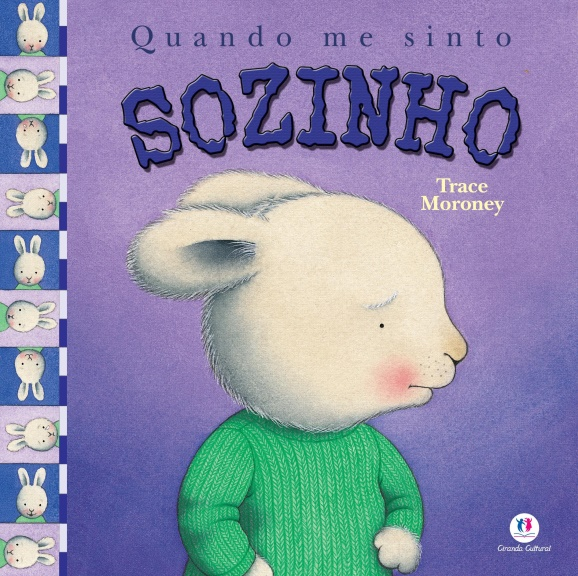 Quando me sinto
SOZINHO
Trace
Moroney
Ciranda Cultural